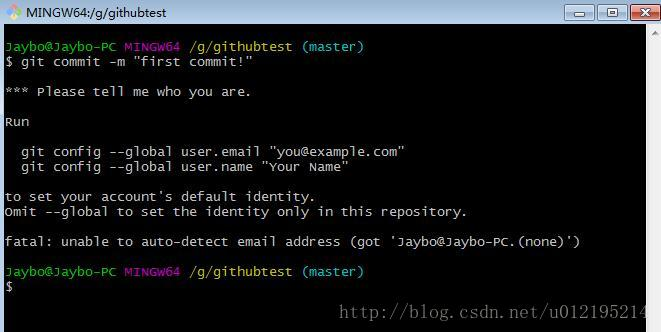 MINGW64:/g/githubtest
Jaybo@Jaybo-PC MINGW64 /g/githubtest (master)
$ git commit -m "first commit!"
*** Please tell me who you are.
Run
git config --global user.email "you@example.com"
git config --global user.name "Your Name"
to set your account's default identity.
Omit --global to set the identity only in this repository.
fatal: unable to auto-detect email address (got 'Jaybo@Jaybo-PC.(none)')
Jaybo@Jaybo-PC MINGW64 /g/githubtest (master)
$
http://blog.csdn.net/u012195214